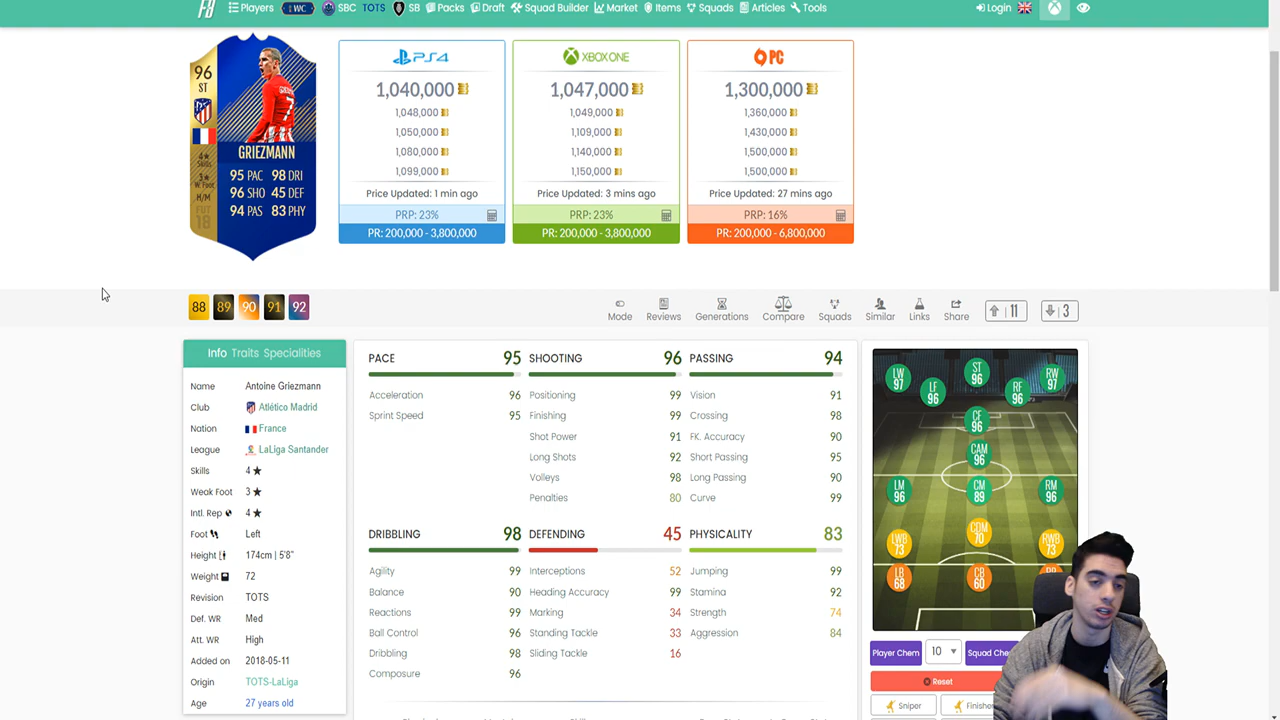 F8 Players WC SBC TOTS SB Packs Draft Squad Builder Market Items Squads Articles Tools Login
96
ST
4★
Skills
3★
W. Foot
H/M
FUT
18
GRIEZMANN
95 PAC 98 DRI
96 SHO 45 DEF
94 PAS 83 PHY
7
PS4
1,040,000
1,048,000
1,050,000
1,080,000
1,099,000
Price Updated: 1 min ago
PRP: 23%
PR: 200,000 - 3,800,000
XBOX ONE
1,047,000
1,049,000
1,109,000
1,140,000
1,150,000
Price Updated: 3 mins ago
PRP: 23%
PR: 200,000 - 3,800,000
PC
1,300,000
1,360,000
1,430,000
1,500,000
1,500,000
Price Updated: 27 mins ago
PRP: 16%
PR: 200,000 - 6,800,000
88 89 90 91 92
Mode Reviews Generations Compare Squads Similar Links Share 11 3
Info Traits Specialities
Name Antoine Griezmann
Club Atlético Madrid
Nation France
League LaLiga Santander
Skills 4★
Weak Foot 3★
Intl. Rep 4★
Foot Left
Height 174cm | 5'8"
Weight 72
Revision TOTS
Def. WR Med
Att. WR High
Added on 2018-05-11
Origin TOTS-LaLiga
Age 27 years old
PACE 95
Acceleration 96
Sprint Speed 95
SHOOTING 96
Positioning 99
Finishing 99
Shot Power 91
Long Shots 92
Volleys 98
Penalties 80
PASSING 94
Vision 91
Crossing 98
FK. Accuracy 90
Short Passing 95
Long Passing 90
Curve 99
DRIBBLING 98
Agility 99
Balance 90
Reactions 99
Ball Control 96
Dribbling 98
Composure 96
DEFENDING 45
Interceptions 52
Heading Accuracy 99
Marking 34
Standing Tackle 33
Sliding Tackle 16
PHYSICALITY 83
Jumping 99
Stamina 92
Strength 74
Aggression 84
LW
97
LF
96
ST
96
RF
96
RW
97
CF
96
CAM
96
LM
96
CM
89
RM
96
LWB
73
CDM
70
RWB
73
LB
68
CB
60
Player Chem 10 Squad Che
Reset
Sniper Finisher